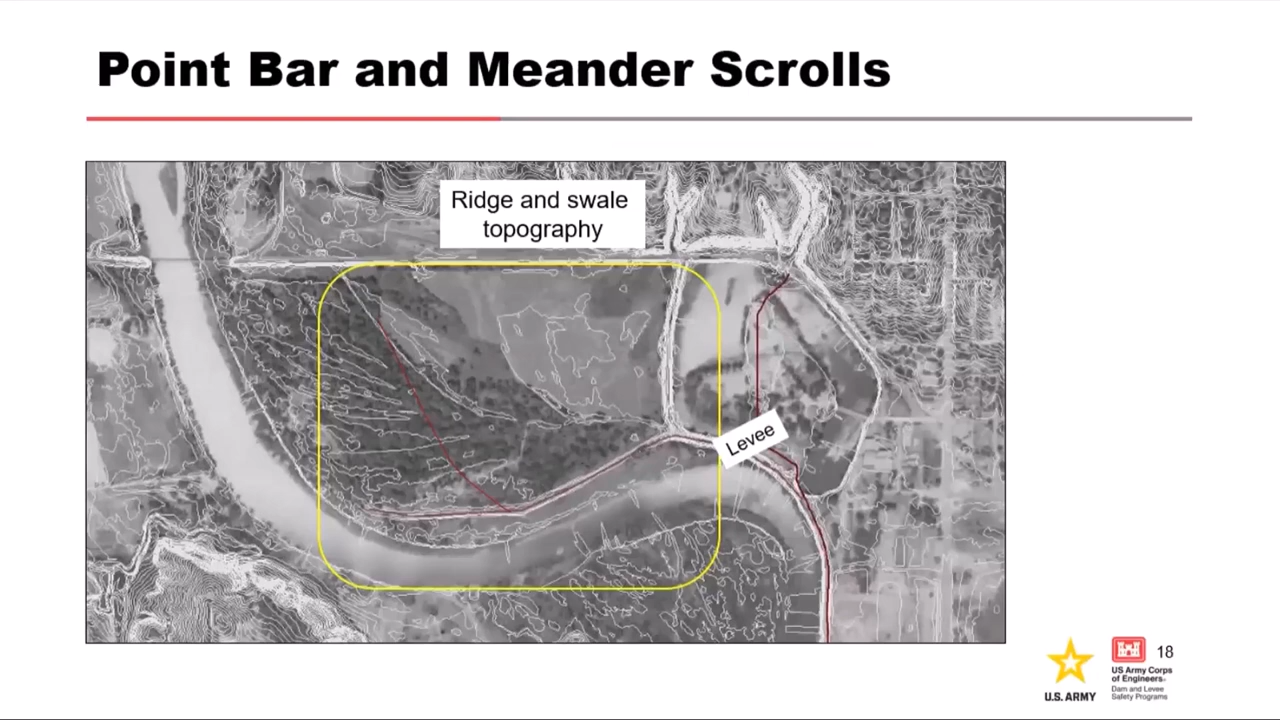 Point Bar and Meander Scrolls
Ridge and swale
topography
Levee
18
U.S. ARMY
US Army Corps
of Engineers®
Dam and Levee
Safety Programs